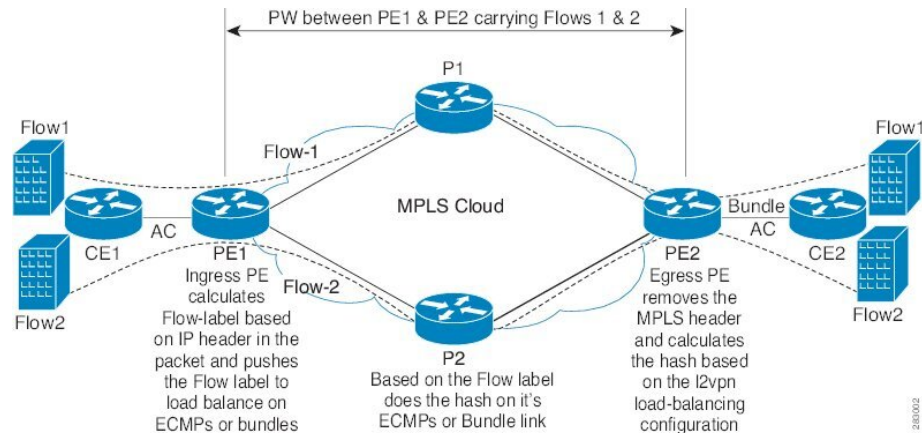 PW between PE1 & PE2 carrying Flows 1 & 2
P1
Flow1
Flow-1
Flow1
MPLS Cloud
Bundle
AC
AC
CE1
PE1
PE2
CE2
Flow2
Flow-2
Flow2
Ingress PE
calculates
Flow-label based
on IP header in the
packet and pushes
the Flow label to
load balance on
ECMPs or bundles
P2
Based on the Flow label
does the hash on it's
ECMPs or Bundle link
Egress PE
removes the
MPLS header
and calculates
the hash based
on the l2vpn
load-balancing
configuration
283002